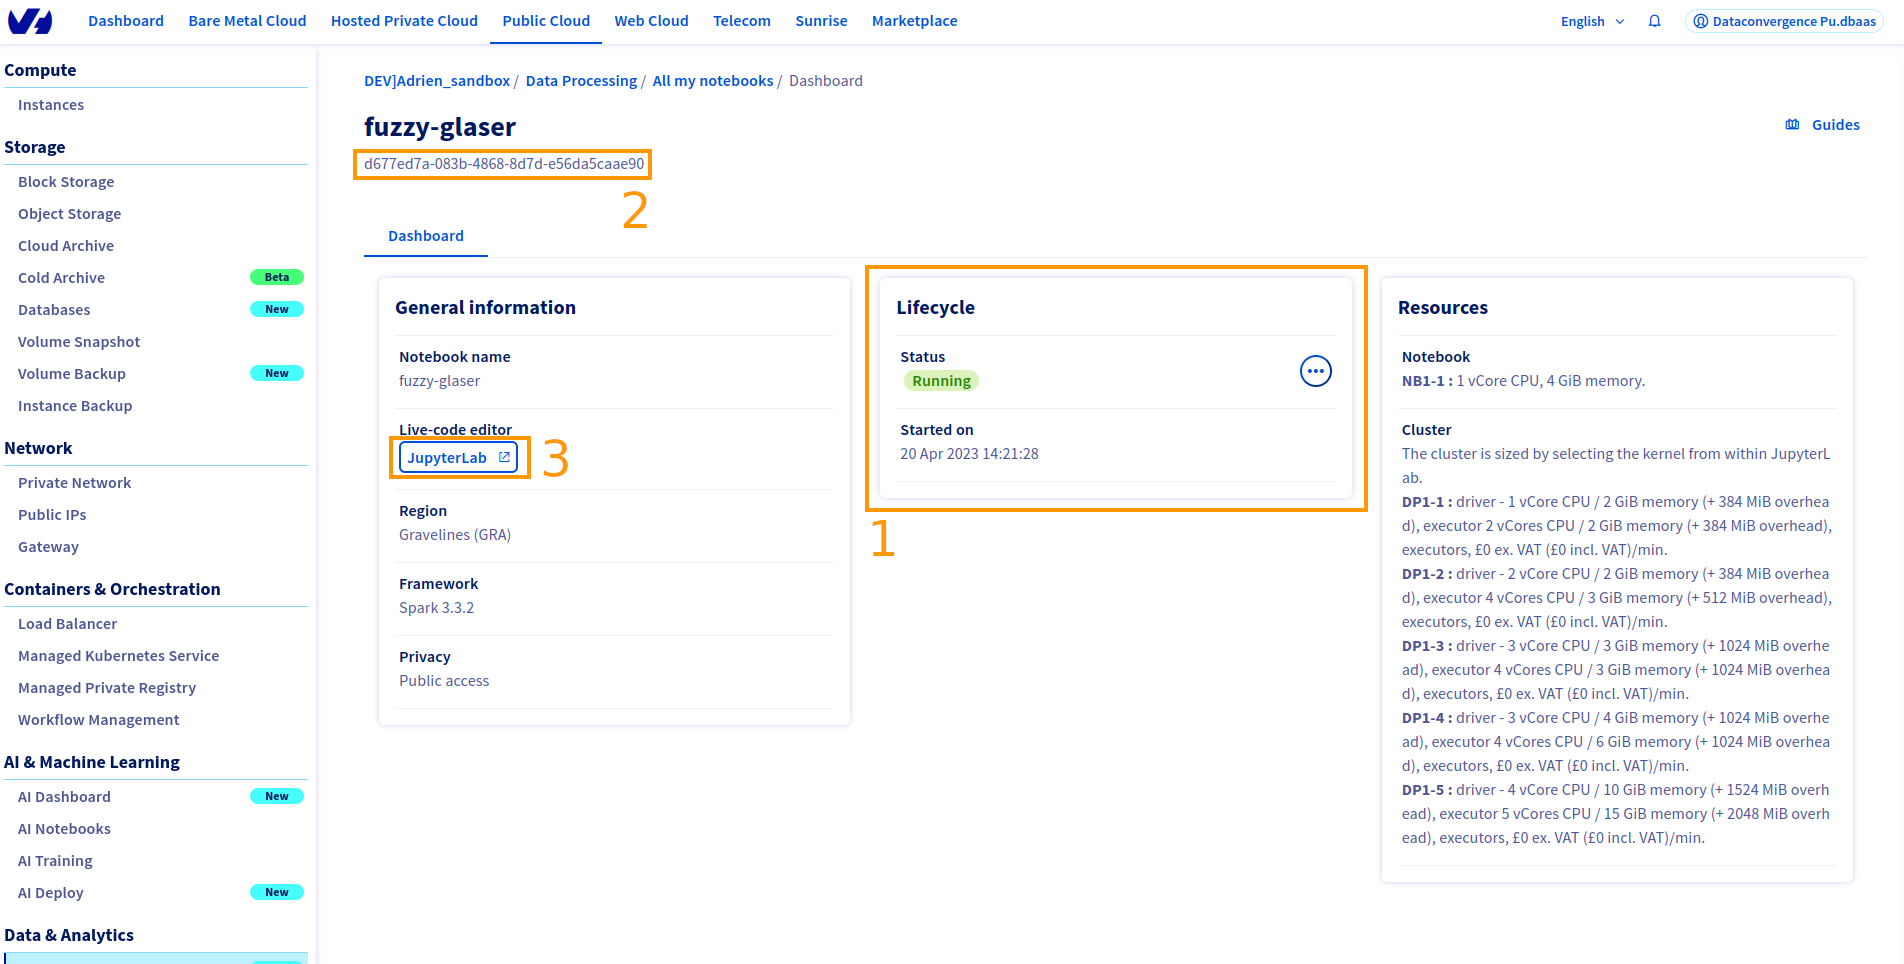 Dashboard Bare Metal Cloud Hosted Private Cloud Public Cloud Web Cloud Telecom Sunrise Marketplace English Dataconvergence Pu.dbaas
Compute
Instances
Storage
Block Storage
Object Storage
Cloud Archive
Cold Archive Beta
Databases New
Volume Snapshot
Volume Backup New
Instance Backup
Network
Private Network
Public IPs
Gateway
Containers & Orchestration
Load Balancer
Managed Kubernetes Service
Managed Private Registry
Workflow Management
AI & Machine Learning
AI Dashboard New
AI Notebooks
AI Training
AI Deploy New
Data & Analytics
DEV]Adrien_sandbox / Data Processing / All my notebooks / Dashboard
fuzzy-glaser
Guides
d677ed7a-083b-4868-8d7d-e56da5caae90
2
Dashboard
General information
Notebook name
fuzzy-glaser
Live-code editor
JupyterLab
3
Region
Gravelines (GRA)
Framework
Spark 3.3.2
Privacy
Public access
Lifecycle
Status
Running
Started on
20 Apr 2023 14:21:28
1
Resources
Notebook
NB1-1 : 1 vCore CPU, 4 GiB memory.
Cluster
The cluster is sized by selecting the kernel from within JupyterL
ab.
DP1-1 : driver - 1 vCore CPU / 2 GiB memory (+ 384 MiB overhea
d), executor 2 vCores CPU / 2 GiB memory (+ 384 MiB overhead),
executors, £0 ex. VAT (£0 incl. VAT)/min.
DP1-2 : driver - 2 vCore CPU / 2 GiB memory (+ 384 MiB overhea
d), executor 4 vCores CPU / 3 GiB memory (+ 512 MiB overhead),
executors, £0 ex. VAT (£0 incl. VAT)/min.
DP1-3 : driver - 3 vCore CPU / 3 GiB memory (+ 1024 MiB overhe
ad), executor 4 vCores CPU / 3 GiB memory (+ 1024 MiB overhea
d), executors, £0 ex. VAT (£0 incl. VAT)/min.
DP1-4 : driver - 3 vCore CPU / 4 GiB memory (+ 1024 MiB overhe
ad), executor 4 vCores CPU / 6 GiB memory (+ 1024 MiB overhea
d), executors, £0 ex. VAT (£0 incl. VAT)/min.
DP1-5 : driver - 4 vCore CPU / 10 GiB memory (+ 1524 MiB overh
ead), executor 5 vCores CPU / 15 GiB memory (+ 2048 MiB overh
ead), executors, £0 ex. VAT (£0 incl. VAT)/min.